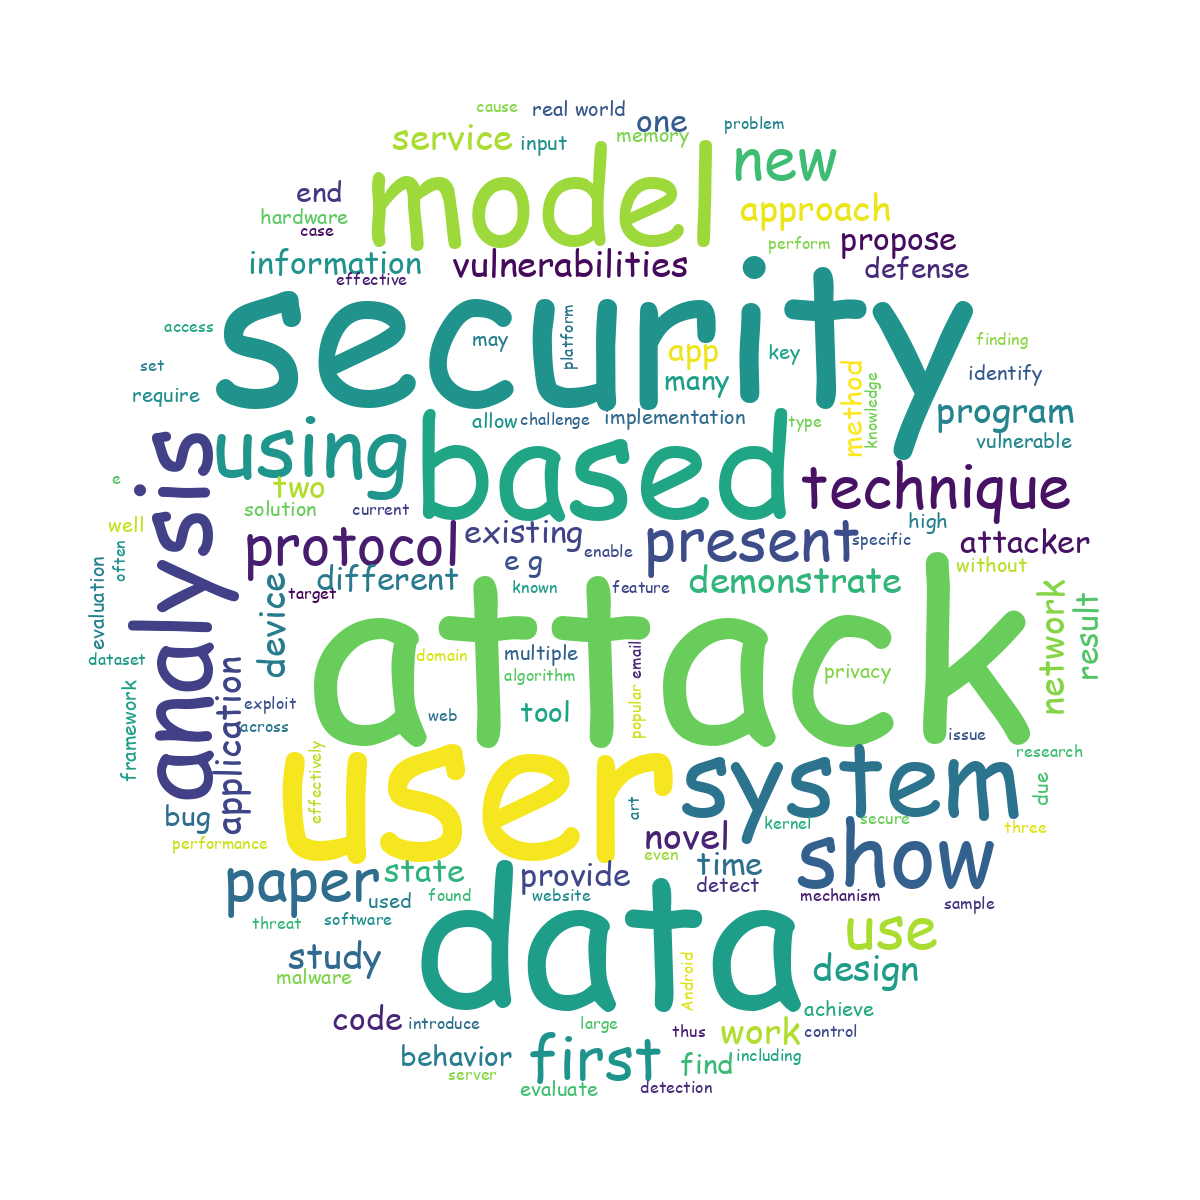 cause
real world
one
problem
service
input
memory
model
new
end
approach
hardware
case
perform
propose
information
vulnerabilities
defense
effective
security
access
may
platform
app
key
finding
set
many
method
knowledge
identify
require
allow
challenge
implementation
type
program
vulnerable
analysis
using
based
technique
e
two
solution
current
well
high
protocol
existing
present
specific
attacker
often
e g
enable
without
evaluation
device
different
target
known
feature
demonstrate
network
result
dataset
attack
domain
multiple
algorithm
email
privacy
framework
application
exploit
across
web
tool
popular
issue
research
effectively
user
system
due
bug
art
kernel
secure
three
performance
novel
even
show
paper
state
provide
time
detect
used
found
website
mechanism
sample
threat
software
data
use
study
malware
Android
design
code
introduce
large
thus
work
control
achieve
behavior
first
find
including
server
evaluate
detection